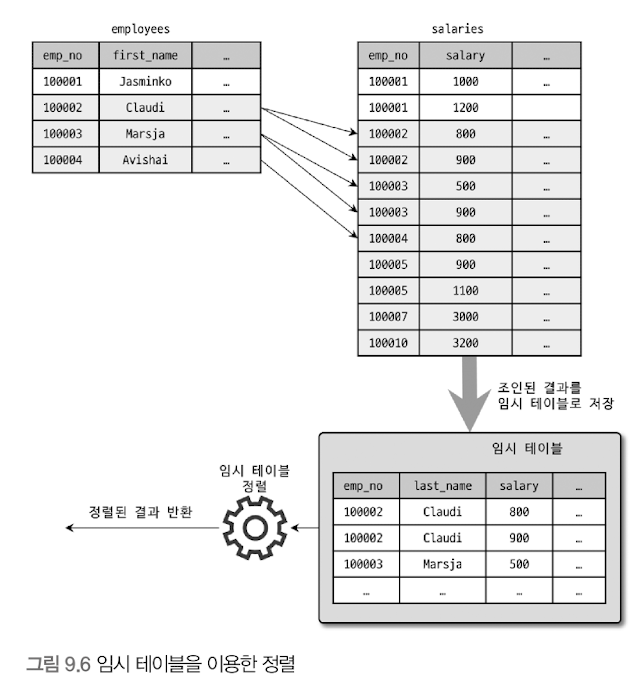 employees
emp_no first_name …
100001 Jasminko …
100002 Claudi …
100003 Marsja …
100004 Avishai …
salaries
emp_no salary …
100001 1000 …
100001 1200
100002 800 …
100002 900 …
100003 500 …
100003 900 …
100004 800 …
100005 900 …
100005 1100 …
100007 3000 …
100010 3200 …
조인된 결과를
임시 테이블로 저장
임시 테이블
emp_no last_name salary …
100002 Claudi 800 …
100002 Claudi 900 …
100003 Marsja 500 …
… … … …
임시 테이블
정렬
정렬된 결과 반환
그림 9.6 임시 테이블을 이용한 정렬